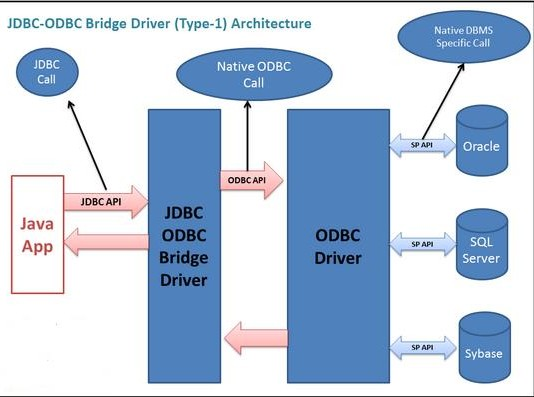 JDBC-ODBC Bridge Driver (Type-1) Architecture
JDBC
Call
Native ODBC
Call
Native DBMS
Specific Call
Java
App
JDBC API
JDBC
ODBC
Bridge
Driver
ODBC API
ODBC
Driver
SP API
Oracle
SP API
SQL
Server
SP API
Sybase